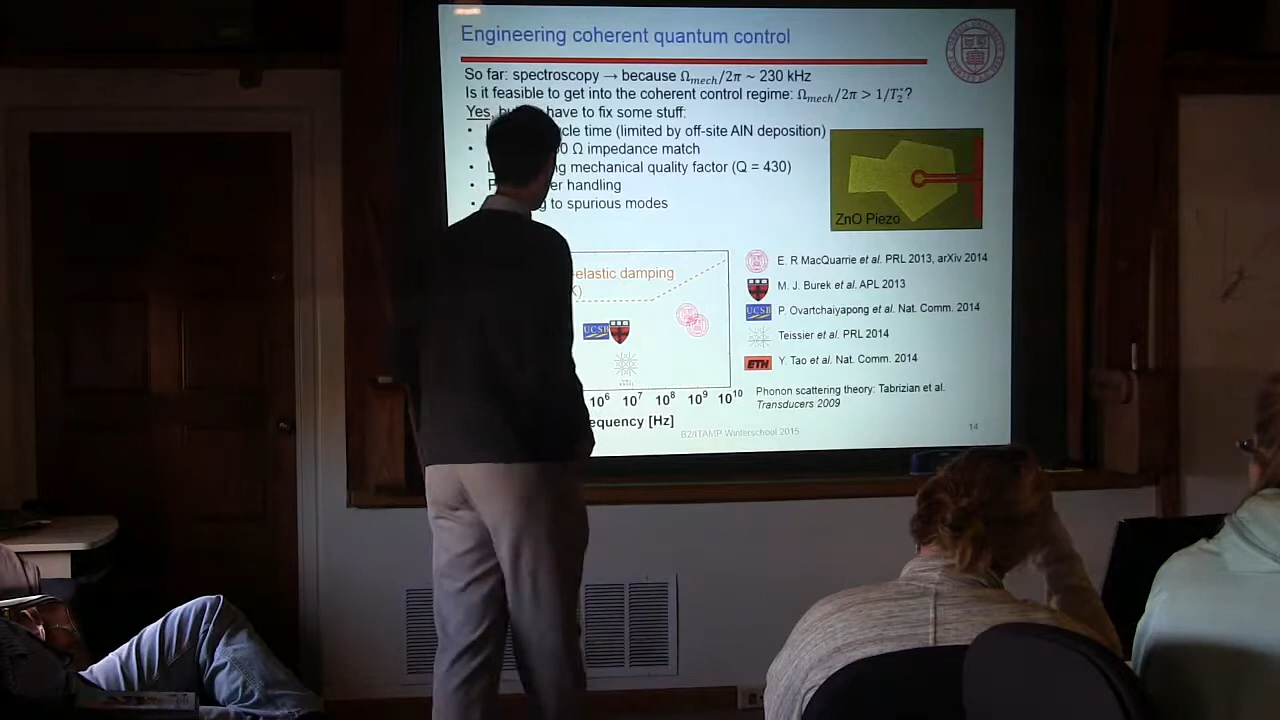 Engineering coherent quantum control
So far: spectroscopy → because Ω_mech/2π ~ 230 kHz
Is it feasible to get into the coherent control regime: Ω_mech/2π > 1/T₂*?
Yes, have to fix some stuff:
time (limited by off-site AlN deposition)
Ω impedance match
mechanical quality factor (Q = 430)
handling
to spurious modes
ZnO Piezo
elastic damping
UCSB
10⁶ 10⁷ 10⁸ 10⁹ 10¹⁰
[Hz]
E. R MacQuarrie et al. PRL 2013, arXiv 2014
M. J. Burek et al. APL 2013
UCSB P. Ovartchaiyapong et al. Nat. Comm. 2014
Teissier et al. PRL 2014
ETH Y. Tao et al. Nat. Comm. 2014
Phonon scattering theory: Tabrizian et al.
Transducers 2009
B2/ITAMP Winterschool 2015
14